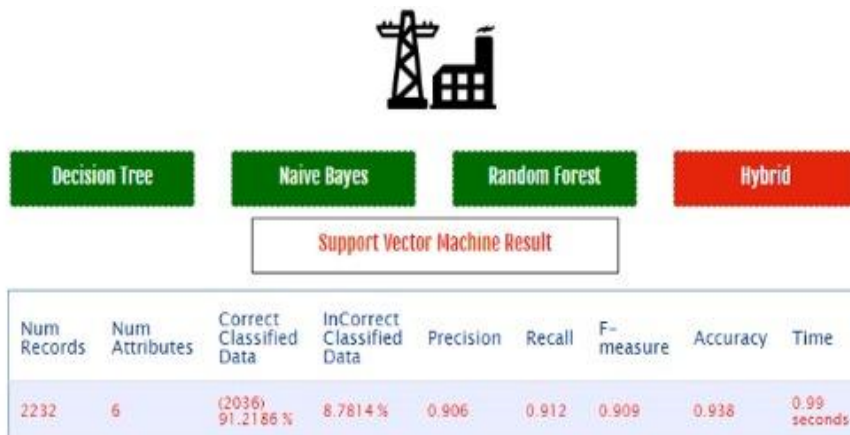 Decision Tree
Naive Bayes
Random Forest
Hybrid
Support Vector Machine Result
Num Records
Num Attributes
Correct Classified Data
InCorrect Classified Data
Precision
Recall
F-measure
Accuracy
Time
2232
6
(2036) 91.2186 %
8.7814 %
0.906
0.912
0.909
0.938
0.99 seconds